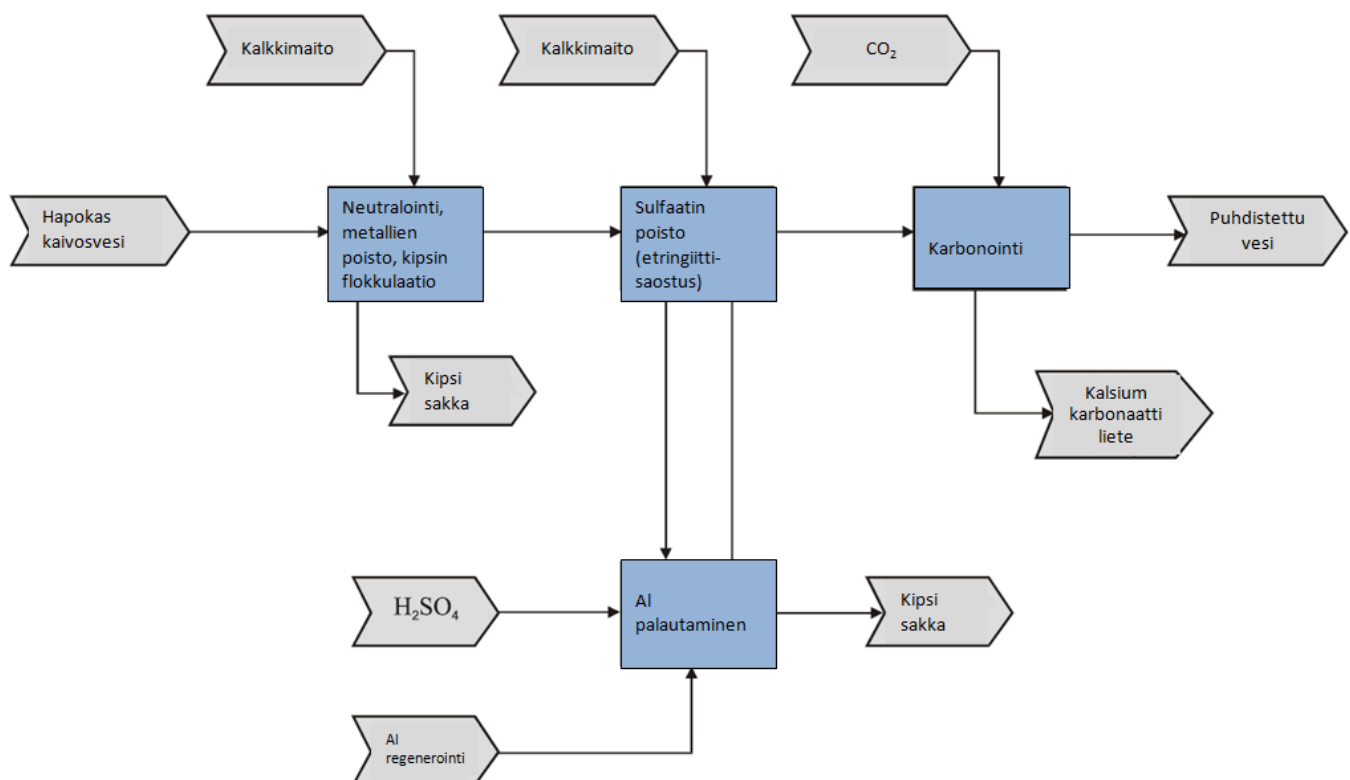 Kalkkimaito
Kalkkimaito
CO₂
Hapokas
kaivosvesi
Neutralointi,
metallien
poisto, kipsin
flokkulaatio
Sulfaatin
poisto
(etringiitti-
saostus)
Karbonointi
Puhdistettu
vesi
Kipsi
sakka
Kalsium
karbonaatti
liete
H₂SO₄
Al
palautaminen
Kipsi
sakka
Al
regenerointi